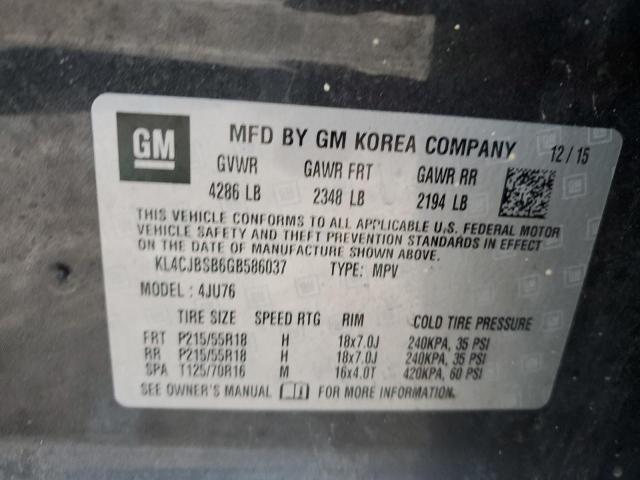 GM MFD BY GM KOREA COMPANY 12/15
GVWR GAWR FRT GAWR RR
4286 LB 2348 LB 2194 LB
THIS VEHICLE CONFORMS TO ALL APPLICABLE U.S. FEDERAL MOTOR
VEHICLE SAFETY AND THEFT PREVENTION STANDARDS IN EFFECT
ON THE DATE OF MANUFACTURE SHOWN ABOVE.
KL4CJBSB6GB586037 TYPE: MPV
MODEL: 4JU76
TIRE SIZE SPEED RTG RIM COLD TIRE PRESSURE
FRT P215/55R18 H 18x7.0J 240KPA, 35 PSI
RR P215/55R18 H 18x7.0J 240KPA, 35 PSI
SPA T125/70R16 M 16x4.0T 420KPA, 60 PSI
SEE OWNER'S MANUAL FOR MORE INFORMATION.